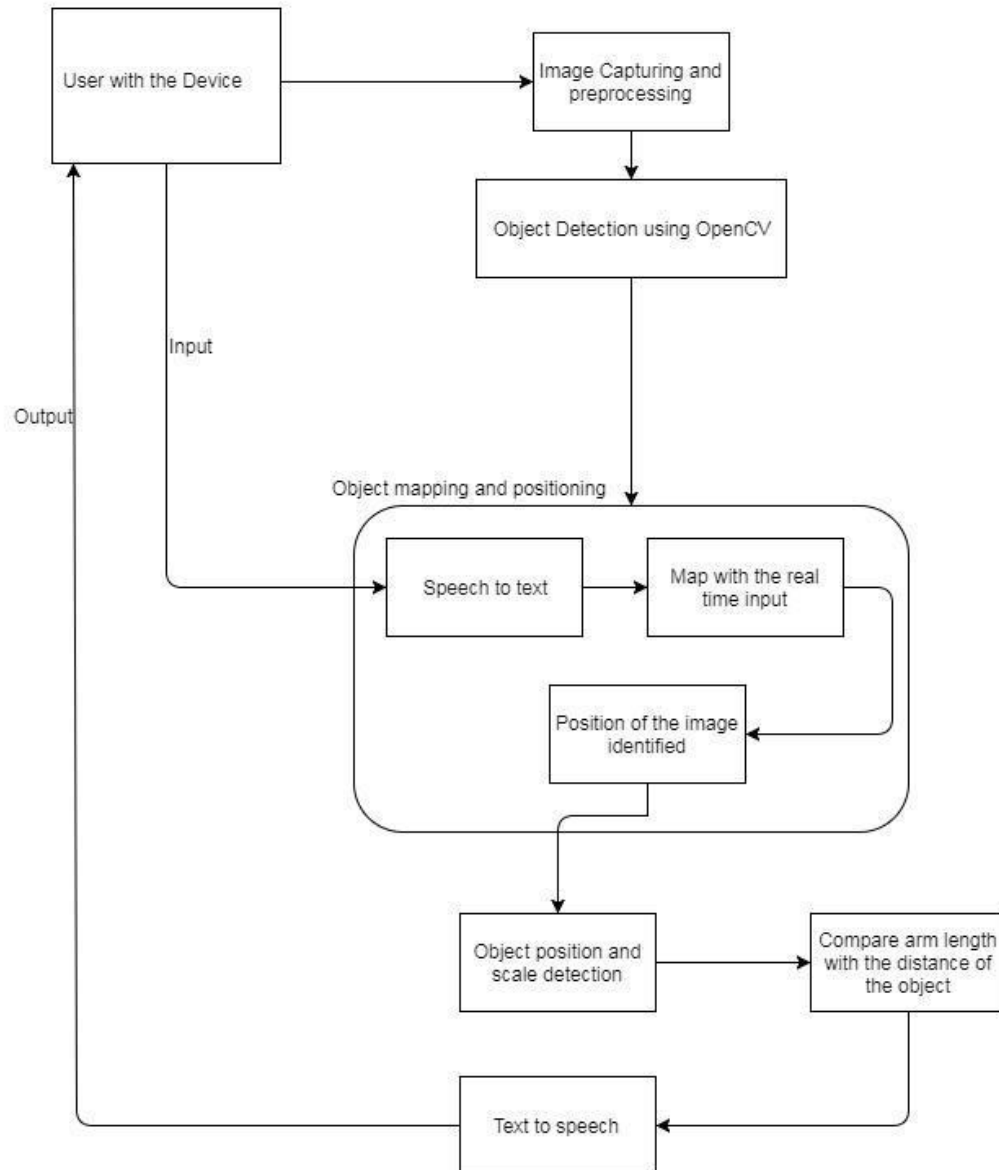 User with the Device
Image Capturing and
preprocessing
Object Detection using OpenCV
Input
Output
Object mapping and positioning
Speech to text
Map with the real
time input
Position of the image
identified
Object position and
scale detection
Compare arm length
with the distance of
the object
Text to speech